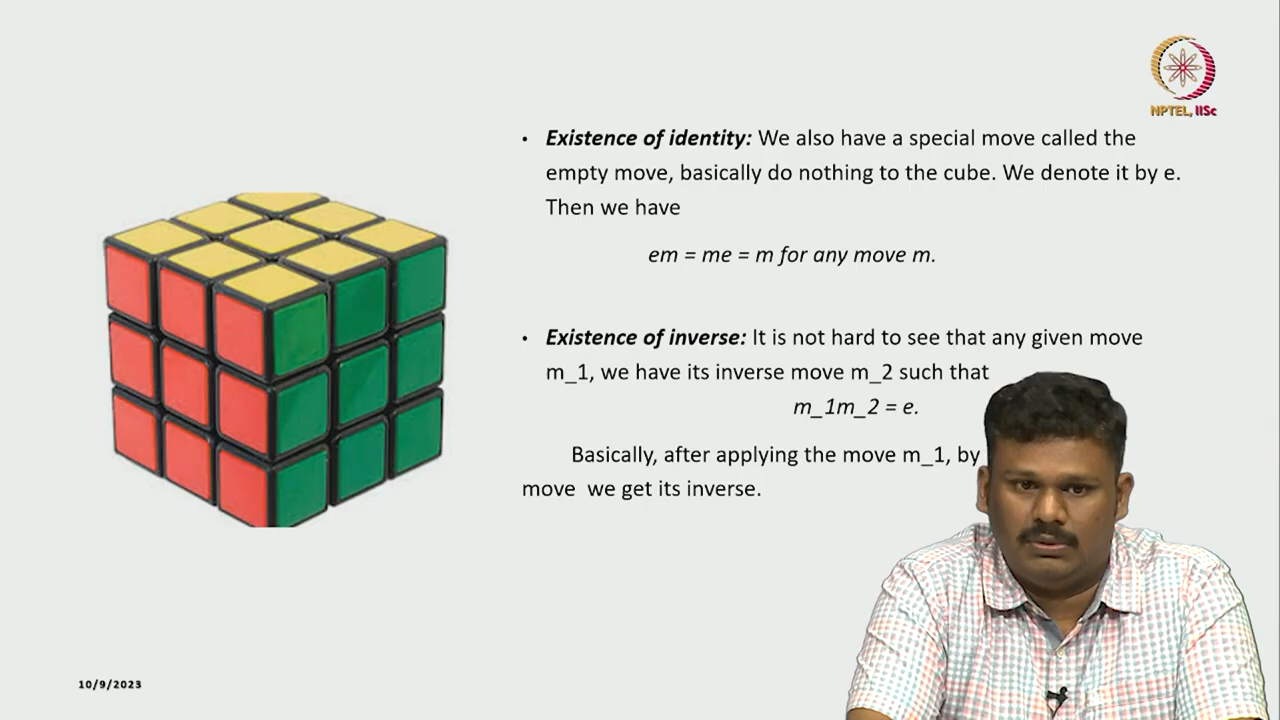 NPTEL, IISc
• Existence of identity: We also have a special move called the
empty move, basically do nothing to the cube. We denote it by e.
Then we have
em = me = m for any move m.
• Existence of inverse: It is not hard to see that any given move
m_1, we have its inverse move m_2 such that
m_1m_2 = e.
Basically, after applying the move m_1, by
move we get its inverse.
10/9/2023